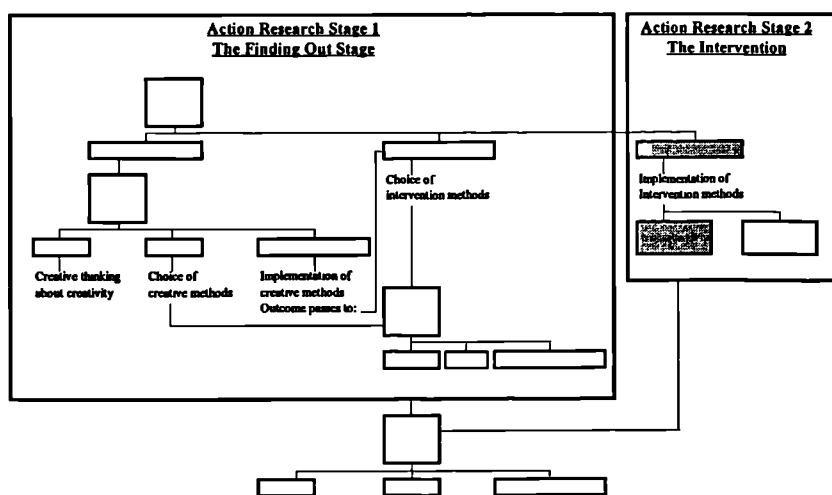 Action Research Stage 1
The Finding Out Stage
Action Research Stage 2
The Intervention
Choice of
intervention methods
Implementation of
Intervention methods
Creative thinking
about creativity
Choice of
creative methods
Implementation of
creative methods
Outcome passes to: